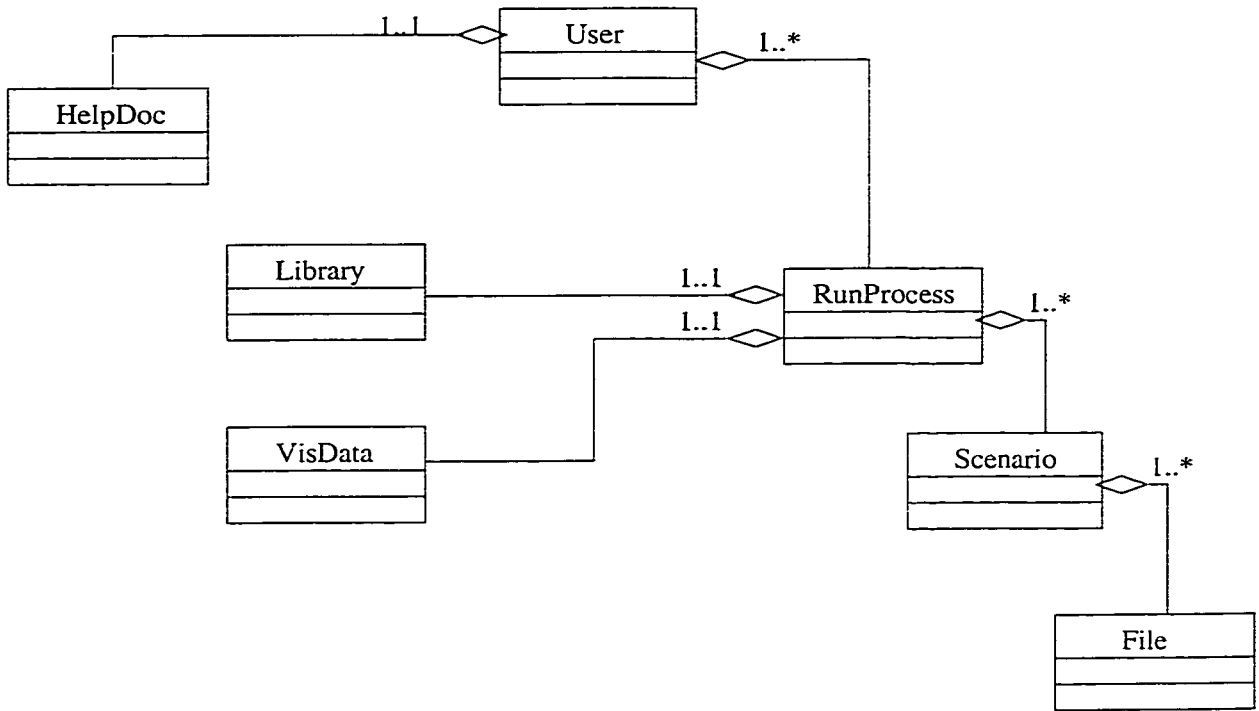 1..1
User
1..*
HelpDoc
Library
1..1
RunProcess
1..*
1..1
VisData
Scenario
1..*
File